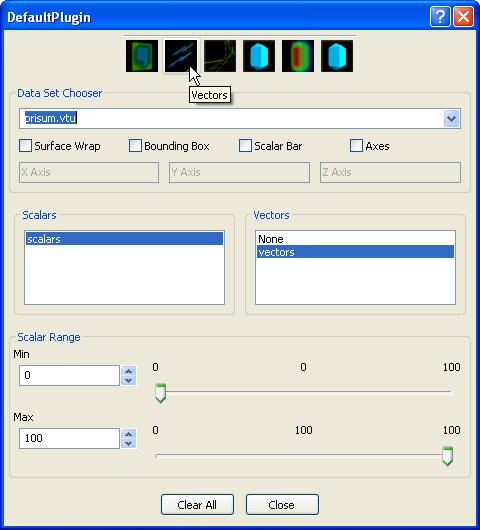 DefaultPlugin
Vectors
Data Set Chooser
prisum.vtu
Surface Wrap Bounding Box Scalar Bar Axes
X Axis Y Axis Z Axis
Scalars Vectors
scalars None
vectors
Scalar Range
Min
0 0 100
0
Max
0 100 100
100
Clear All Close